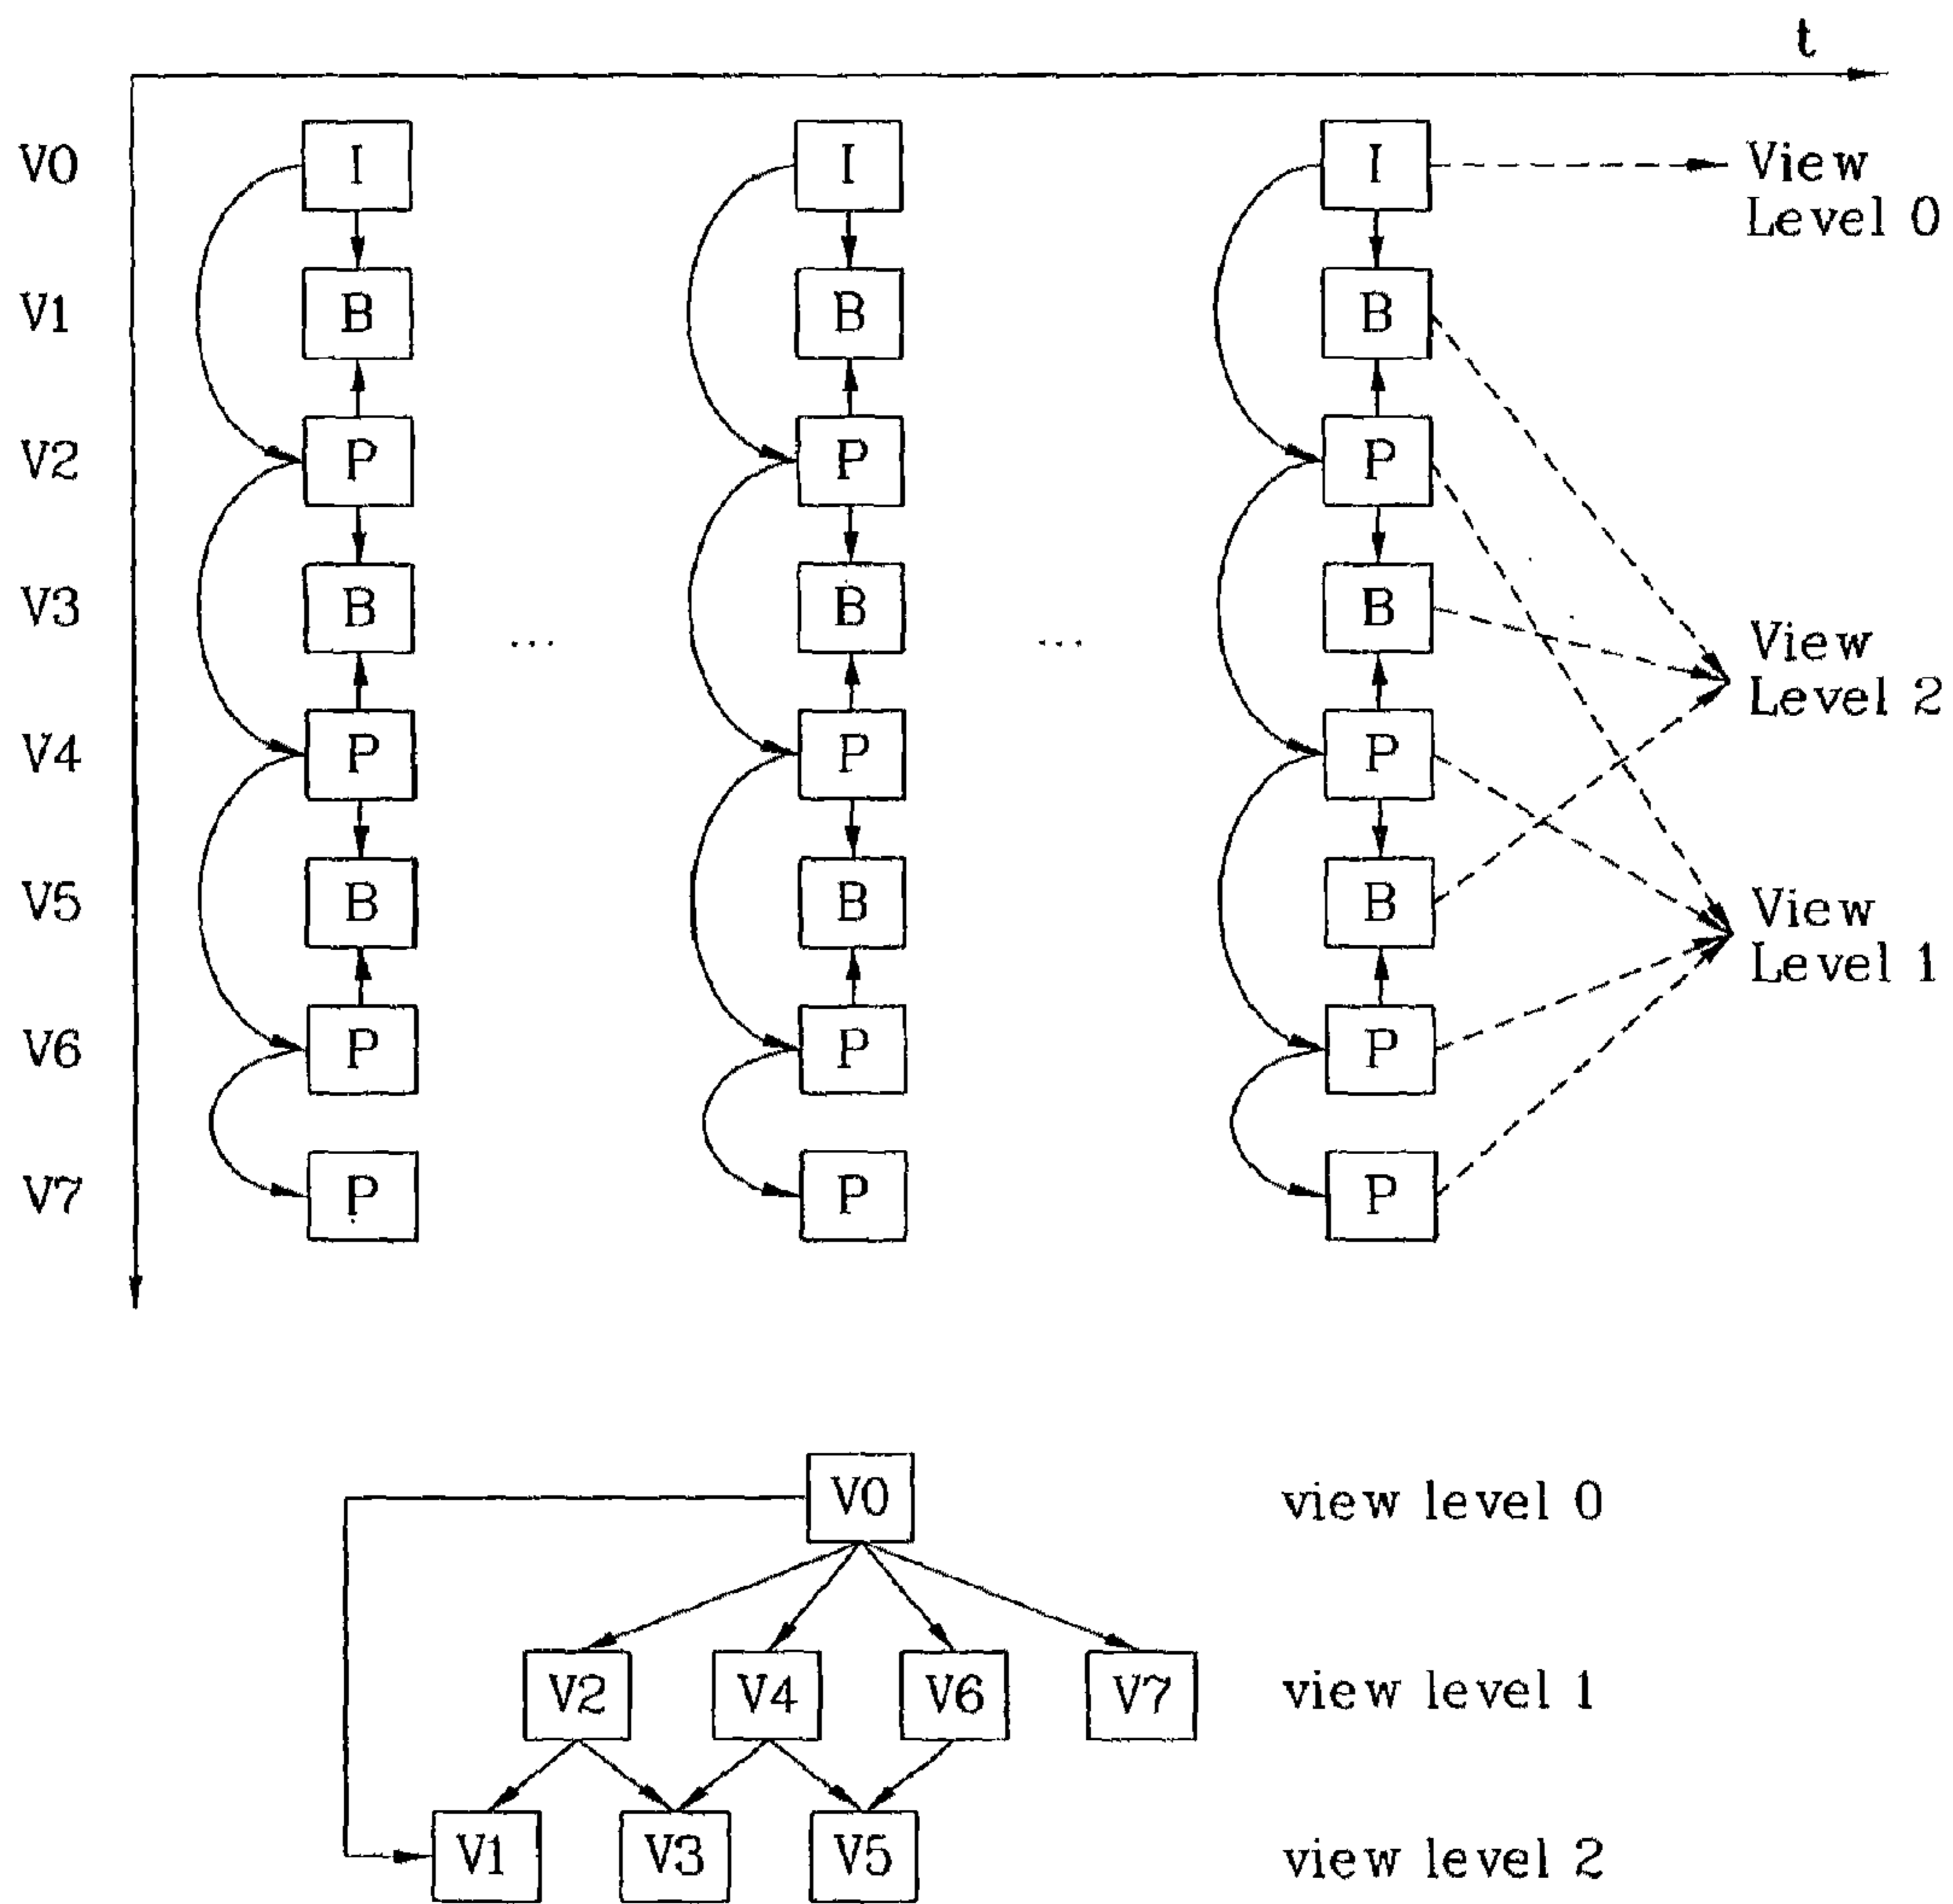 t
V0 I I I View
Level 0
V1 B B B
V2 P P P
V3 B B B View
... ... Level 2
V4 P P P
V5 B B B View
Level 1
V6 P P P
V7 P P P
V0 view level 0
V2 V4 V6 V7 view level 1
V1 V3 V5 view level 2